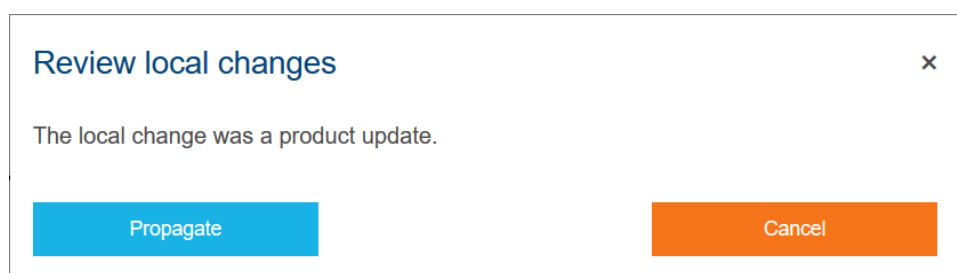 Review local changes
×
The local change was a product update.
Propagate
Cancel